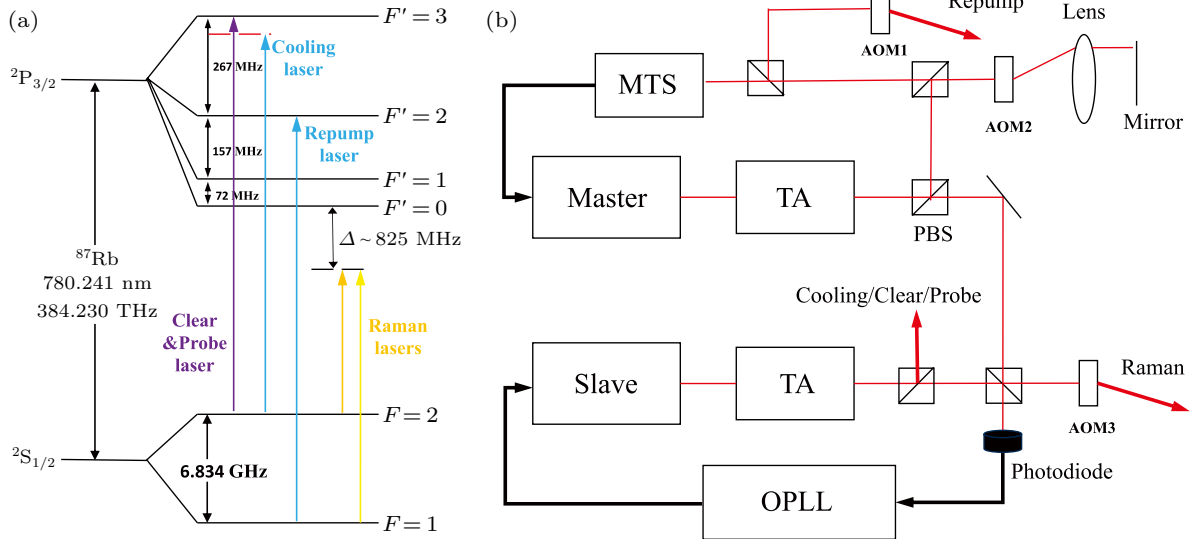 (a)
F′ = 3
Cooling
laser
267 MHz
²P₃/₂
F′ = 2
Repump
laser
157 MHz
F′ = 1
72 MHz
F′ = 0
Δ ~ 825 MHz
⁸⁷Rb
780.241 nm
384.230 THz
Clear
&Probe
laser
Raman
lasers
F = 2
²S₁/₂
6.834 GHz
F = 1
(b)
Repump
AOM1
Lens
MTS
AOM2
Mirror
Master
TA
PBS
Cooling/Clear/Probe
Slave
TA
Raman
AOM3
Photodiode
OPLL